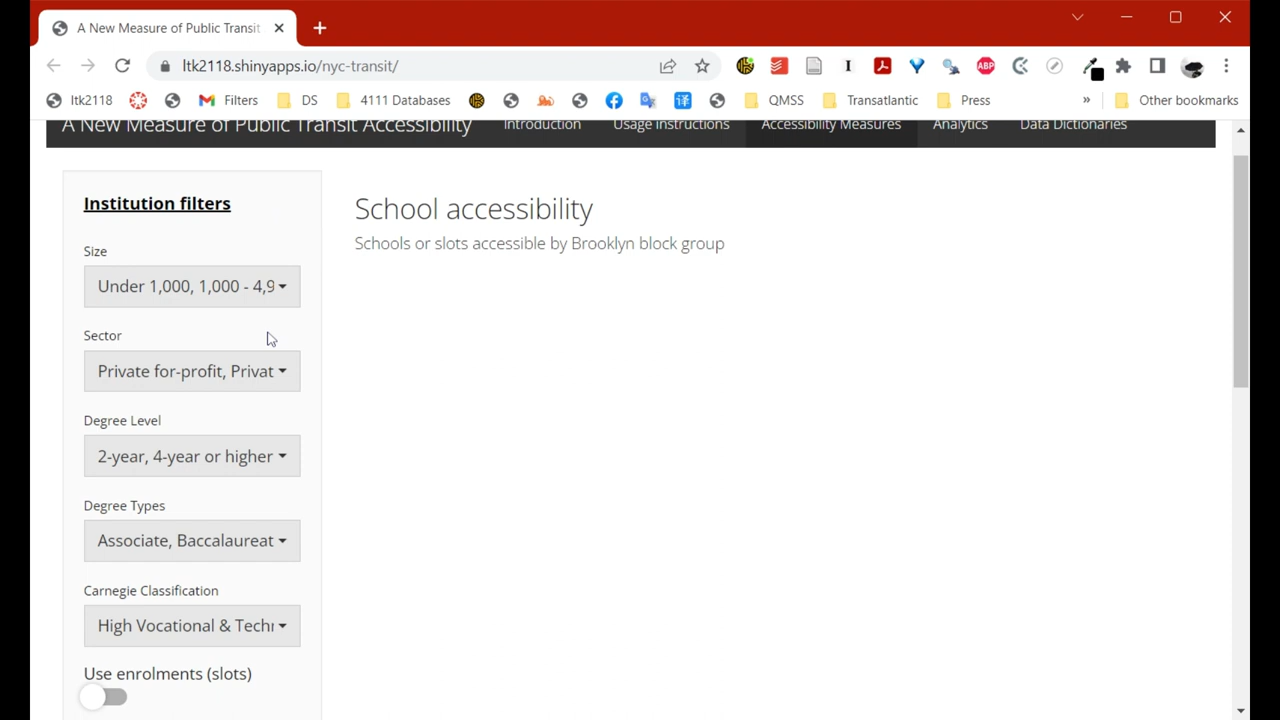 A New Measure of Public Transit
ltk2118.shinyapps.io/nyc-transit/
ABP
ltk2118
Filters
DS
4111 Databases
QMSS
Transatlantic
Press
»
Other bookmarks
A New Measure of Public Transit Accessibility
Introduction
Usage Instructions
Accessibility Measures
Analytics
Data Dictionaries
Institution filters
Size
Under 1,000, 1,000 - 4,9
Sector
Private for-profit, Privat
Degree Level
2-year, 4-year or higher
Degree Types
Associate, Baccalaureat
Carnegie Classification
High Vocational & Techr
Use enrolments (slots)
School accessibility
Schools or slots accessible by Brooklyn block group